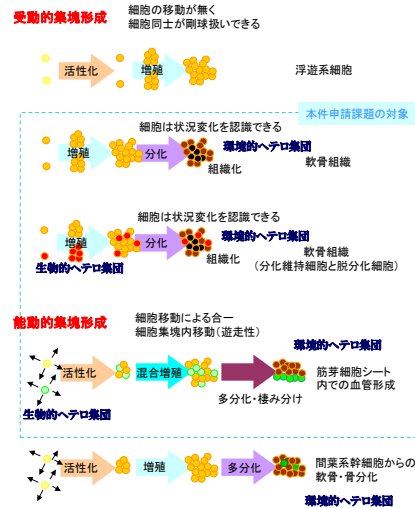 受動的集塊形成
細胞の移動が無く
細胞同士が剛球扱いできる
活性化
増殖
浮遊系細胞
本件申請課題の対象
細胞は状況変化を認識できる
増殖
分化
環境的ヘテロ集団
組織化
軟骨組織
細胞は状況変化を認識できる
増殖
分化
環境的ヘテロ集団
組織化
軟骨組織
(分化維持細胞と脱分化細胞)
生物的ヘテロ集団
能動的集塊形成
細胞移動による合一
細胞集塊内移動(遊走性)
活性化
混合増殖
環境的ヘテロ集団
筋芽細胞シート
内での血管形成
多分化・棲み分け
生物的ヘテロ集団
活性化
増殖
多分化
間葉系幹細胞からの
軟骨・骨分化
環境的ヘテロ集団